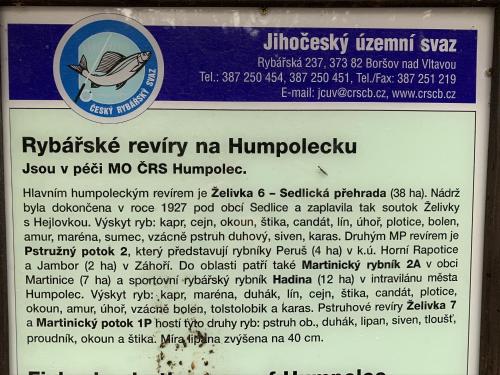 ČESKÝ RYBÁŘSKÝ SVAZ
Jihočeský územní svaz
Rybářská 237, 373 82 Boršov nad Vltavou
Tel.: 387 250 454, 387 250 451, Tel./Fax: 387 251 219
E-mail: jcuv@crscb.cz, www.crscb.cz
Rybářské revíry na Humpolecku
Jsou v péči MO ČRS Humpolec.
Hlavním humpoleckým revírem je Želivka 6 – Sedlická přehrada (38 ha). Nádrž
byla dokončena v roce 1927 pod obcí Sedlice a zaplavila tak soutok Želivky
s Hejlovkou. Výskyt ryb: kapr, cejn, okoun, štika, candát, lín, úhoř, plotice, bolen,
amur, maréna, sumec, vzácně pstruh duhový, siven, karas. Druhým MP revírem je
Pstružný potok 2, který představují rybníky Peruš (4 ha) v k.ú. Horní Rapotice
a Jambor (2 ha) v Záhoří. Do oblasti patří také Martinický rybník 2A v obci
Martinice (7 ha) a sportovní rybářský rybník Hadina (12 ha) v intravilánu města
Humpolec. Výskyt ryb: kapr, maréna, duhák, lín, cejn, štika, candát, plotice,
okoun, amur, úhoř, vzácně bolen, tolstolobik a karas. Pstruhové revíry Želivka 7
a Martinický potok 1P hostí tyto druhy ryb: pstruh ob., duhák, lipan, siven, tloušť,
proudník, okoun a štika. Míra lipana zvýšena na 40 cm.